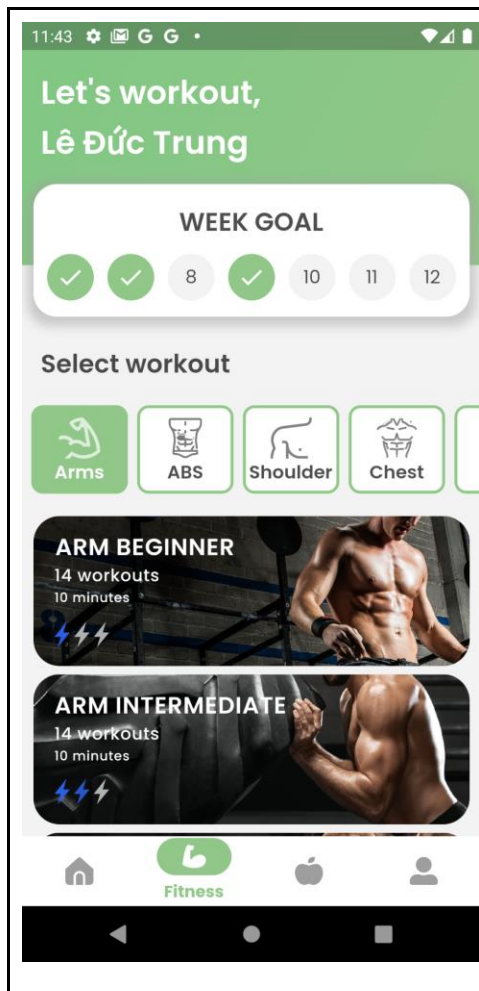 11:43 G G
Let's workout,
Lê Đức Trung
WEEK GOAL
8 10 11 12
Select workout
Arms ABS Shoulder Chest
ARM BEGINNER
14 workouts
10 minutes
ARM INTERMEDIATE
14 workouts
10 minutes
Fitness